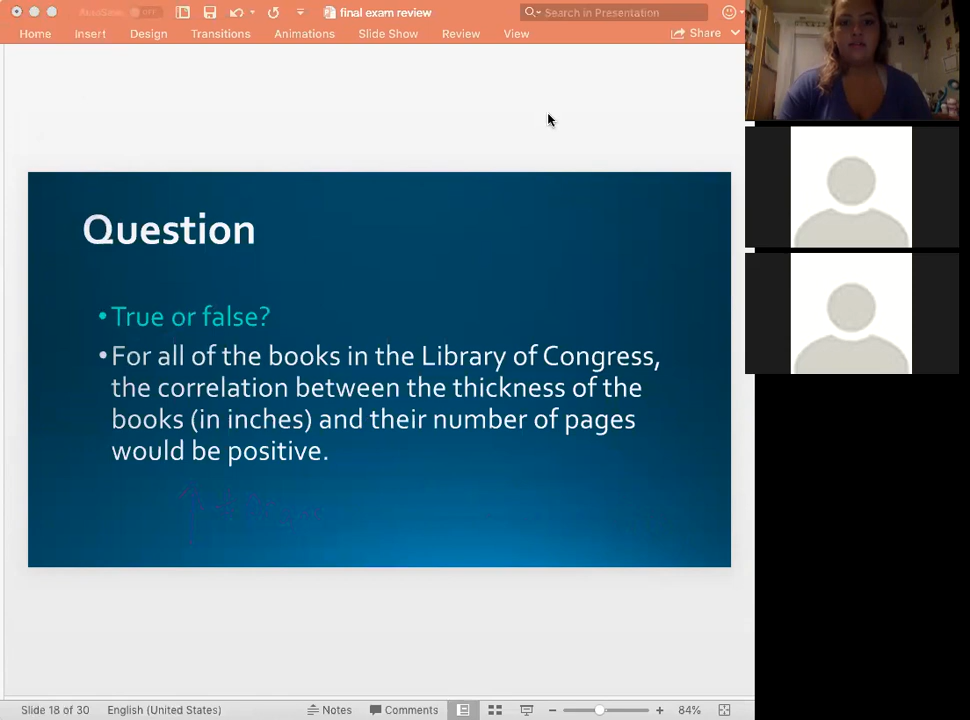 final exam review
Search in Presentation
Home Insert Design Transitions Animations Slide Show Review View Share
Question
•True or false?
•For all of the books in the Library of Congress,
the correlation between the thickness of the
books (in inches) and their number of pages
would be positive.
Slide 18 of 30 English (United States) Notes Comments 84%